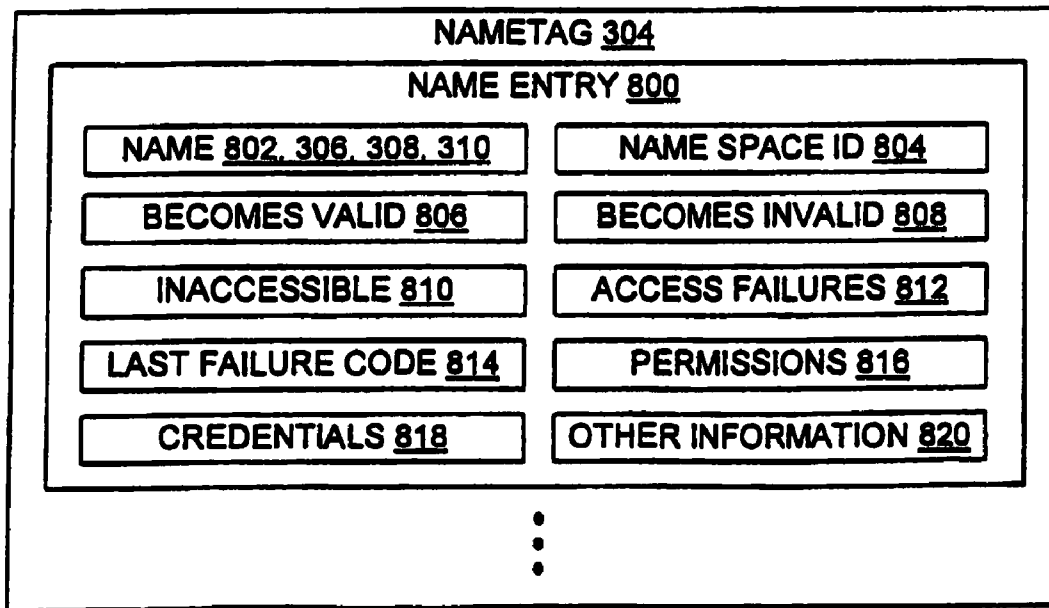 NAMETAG 304
NAME ENTRY 800
NAME 802, 306, 308, 310
NAME SPACE ID 804
BECOMES VALID 806
BECOMES INVALID 808
INACCESSIBLE 810
ACCESS FAILURES 812
LAST FAILURE CODE 814
PERMISSIONS 816
CREDENTIALS 818
OTHER INFORMATION 820